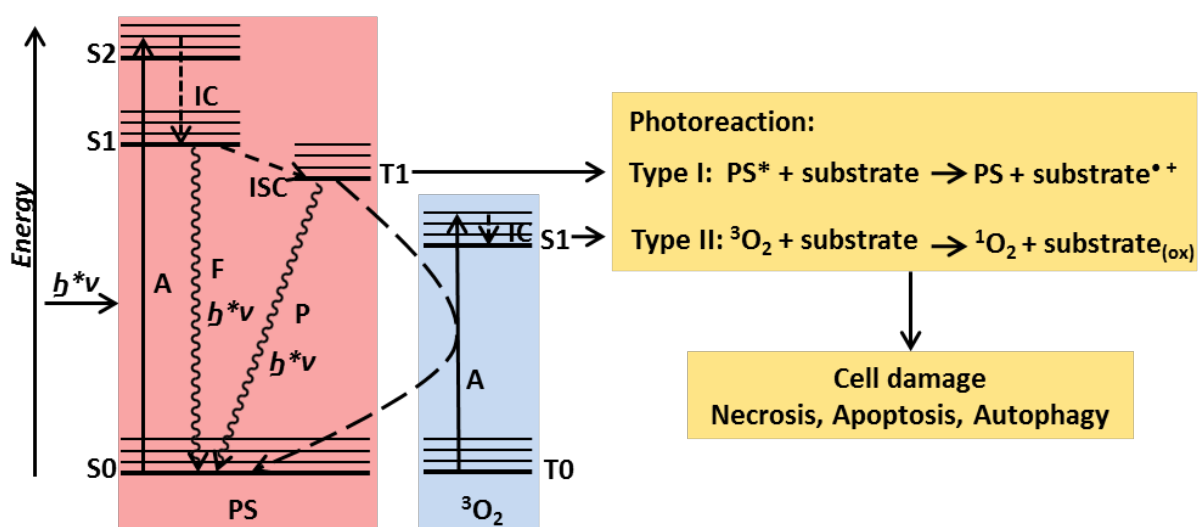 Energy
S2
IC
S1
ISC
T1
F
ђ*ν
A
P
ђ*ν
ђ*ν
S0
PS
IC
S1
A
T0
³O₂
Photoreaction:
Type I: PS* + substrate → PS + substrate•⁺
Type II: ³O₂ + substrate → ¹O₂ + substrate₍ox₎
Cell damage
Necrosis, Apoptosis, Autophagy